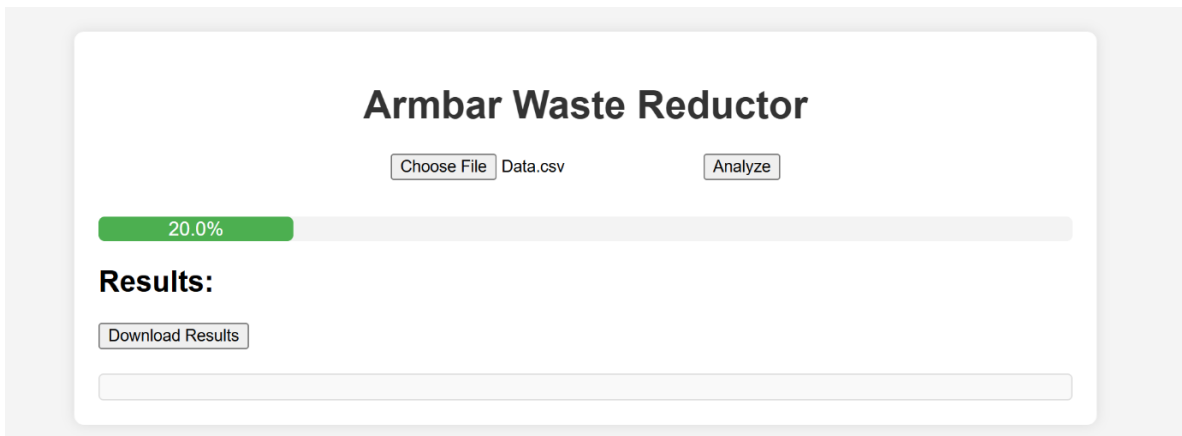 Armbar Waste Reductor
Choose File Data.csv Analyze
20.0%
Results:
Download Results